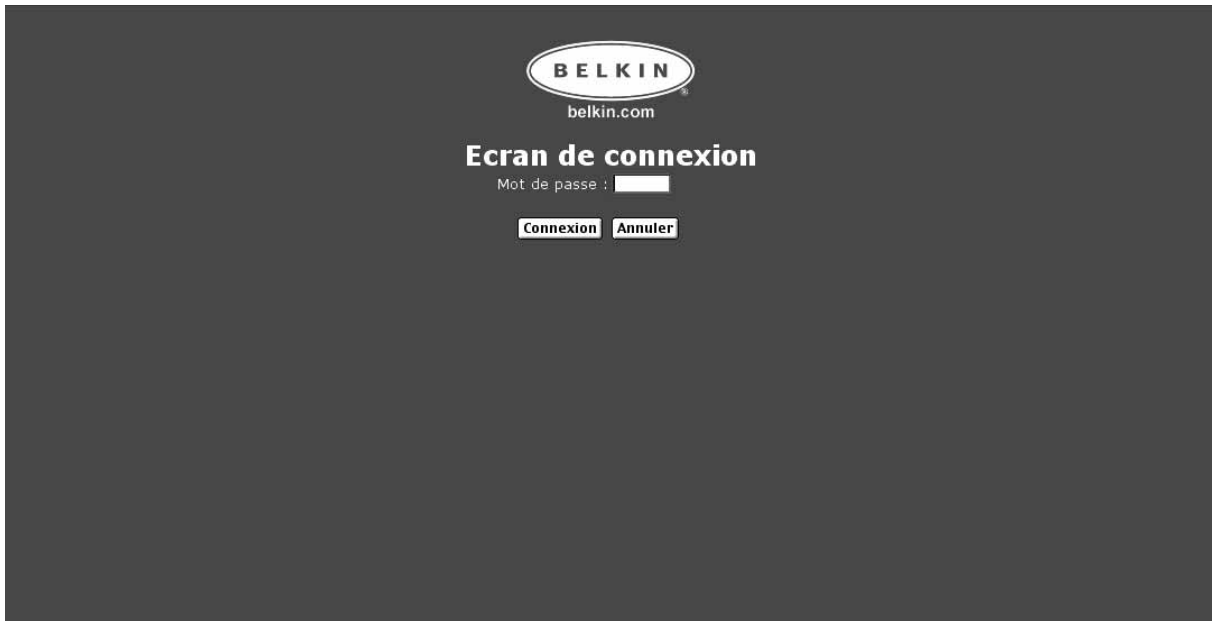 BELKIN
®
belkin.com
Ecran de connexion
Mot de passe :
Connexion Annuler